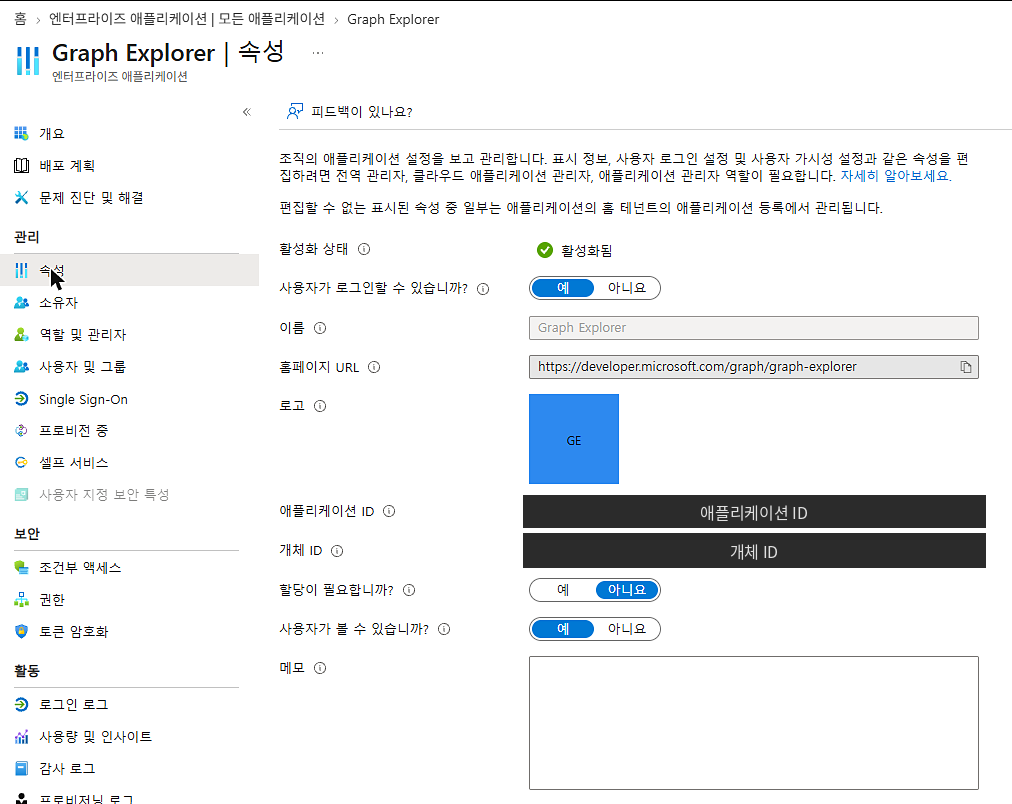 홈 › 엔터프라이즈 애플리케이션 | 모든 애플리케이션 › Graph Explorer
Graph Explorer | 속성 ···
엔터프라이즈 애플리케이션
«
개요
배포 계획
문제 진단 및 해결
관리
속성
소유자
역할 및 관리자
사용자 및 그룹
Single Sign-On
프로비전 중
셀프 서비스
사용자 지정 보안 특성
보안
조건부 액세스
권한
토큰 암호화
활동
로그인 로그
사용량 및 인사이트
감사 로그
프로비저닝 로그
피드백이 있나요?
조직의 애플리케이션 설정을 보고 관리합니다. 표시 정보, 사용자 로그인 설정 및 사용자 가시성 설정과 같은 속성을 편
집하려면 전역 관리자, 클라우드 애플리케이션 관리자, 애플리케이션 관리자 역할이 필요합니다. 자세히 알아보세요.
편집할 수 없는 표시된 속성 중 일부는 애플리케이션의 홈 테넌트의 애플리케이션 등록에서 관리됩니다.
활성화 상태 활성화됨
사용자가 로그인할 수 있습니까? 예 아니요
이름 Graph Explorer
홈페이지 URL https://developer.microsoft.com/graph/graph-explorer
로고 GE
애플리케이션 ID 애플리케이션 ID
개체 ID 개체 ID
할당이 필요합니까? 예 아니요
사용자가 볼 수 있습니까? 예 아니요
메모